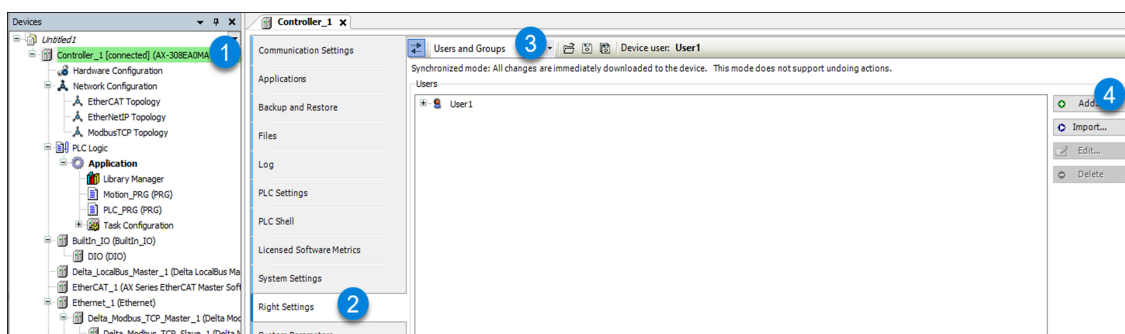 Devices
Untitled1
Controller_1 [connected] (AX-308EA0MA
1
Hardware Configuration
Network Configuration
EtherCAT Topology
EtherNetIP Topology
ModbusTCP Topology
PLC Logic
Application
Library Manager
Motion_PRG (PRG)
PLC_PRG (PRG)
Task Configuration
BuiltIn_IO (BuiltIn_IO)
DIO (DIO)
Delta_LocalBus_Master_1 (Delta LocalBus Ma
EtherCAT_1 (AX Series EtherCAT Master Soft
Ethernet_1 (Ethernet)
Delta_Modbus_TCP_Master_1 (Delta Mod
Delta_Modbus_TCP_Slave_1 (Delta M
Controller_1
Communication Settings
Applications
Backup and Restore
Files
Log
PLC Settings
PLC Shell
Licensed Software Metrics
System Settings
Right Settings
2
System Parameters
Users and Groups
3
Device user: User1
Synchronized mode: All changes are immediately downloaded to the device. This mode does not support undoing actions.
Users
User1
Add...
4
Import...
Edit...
Delete